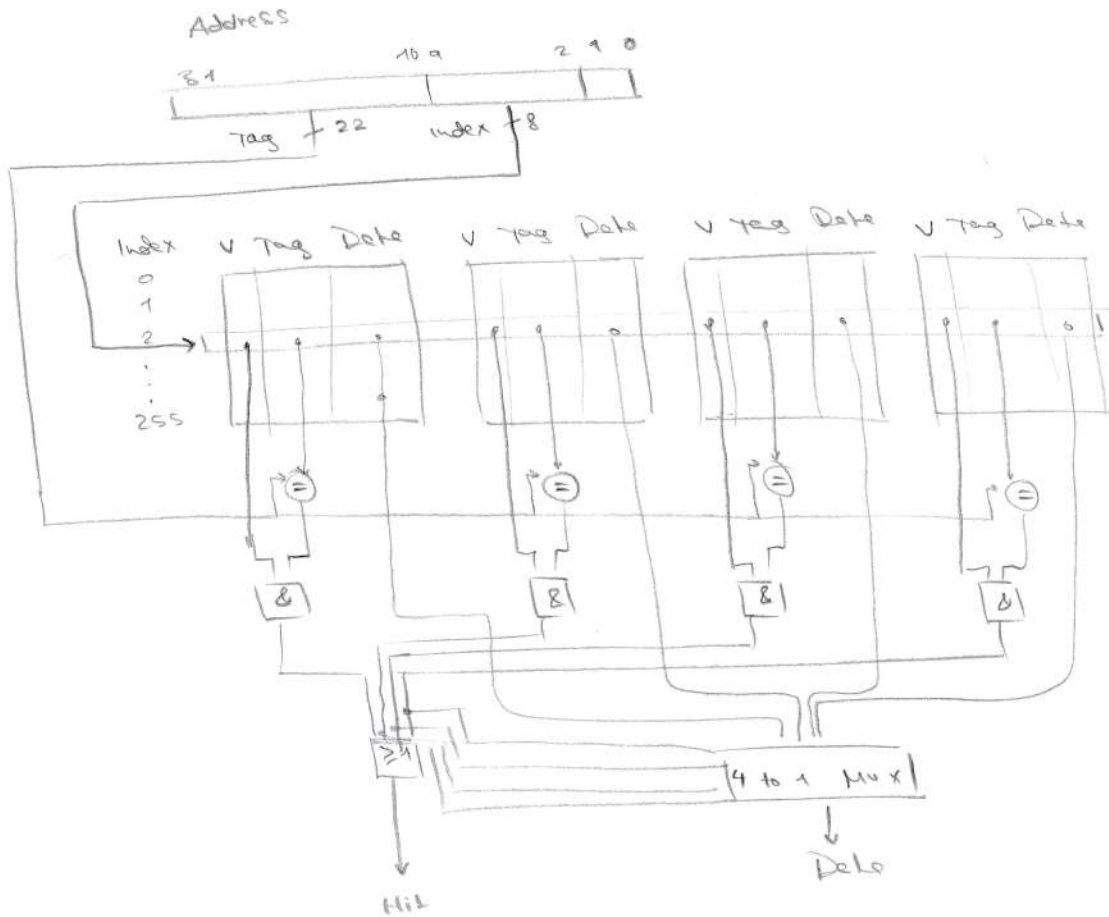 Address
31 10 9 2 1 0
Tag 22 Index 8
Index V Tag Data V Tag Data V Tag Data V Tag Data
0
1
2
:
255
= = = =
& & & &
≥1
4 to 1 Mux
Data
Hit